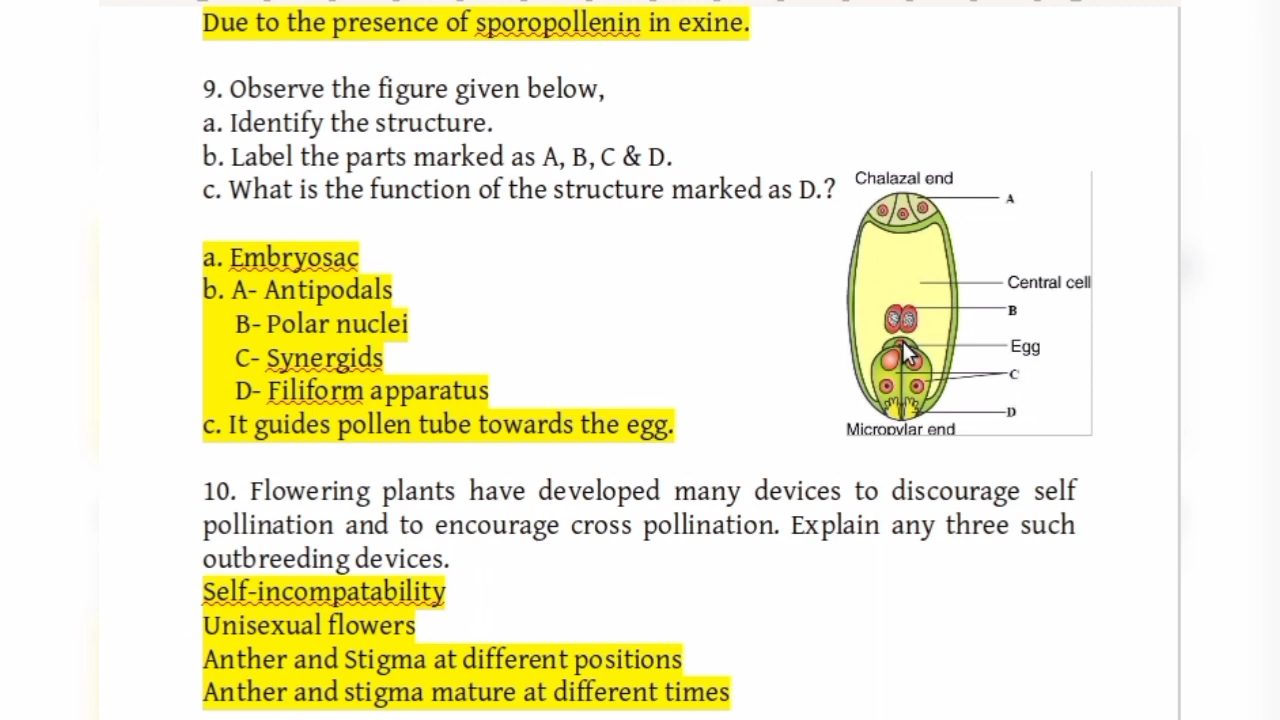 Due to the presence of sporopollenin in exine.
9. Observe the figure given below,
a. Identify the structure.
b. Label the parts marked as A, B, C & D.
c. What is the function of the structure marked as D.?
Chalazal end
A
Central cell
B
Egg
C
D
Micropylar end
a. Embryosac
b. A- Antipodals
B- Polar nuclei
C- Synergids
D- Filiform apparatus
c. It guides pollen tube towards the egg.
10. Flowering plants have developed many devices to discourage self
pollination and to encourage cross pollination. Explain any three such
outbreeding devices.
Self-incompatability
Unisexual flowers
Anther and Stigma at different positions
Anther and stigma mature at different times